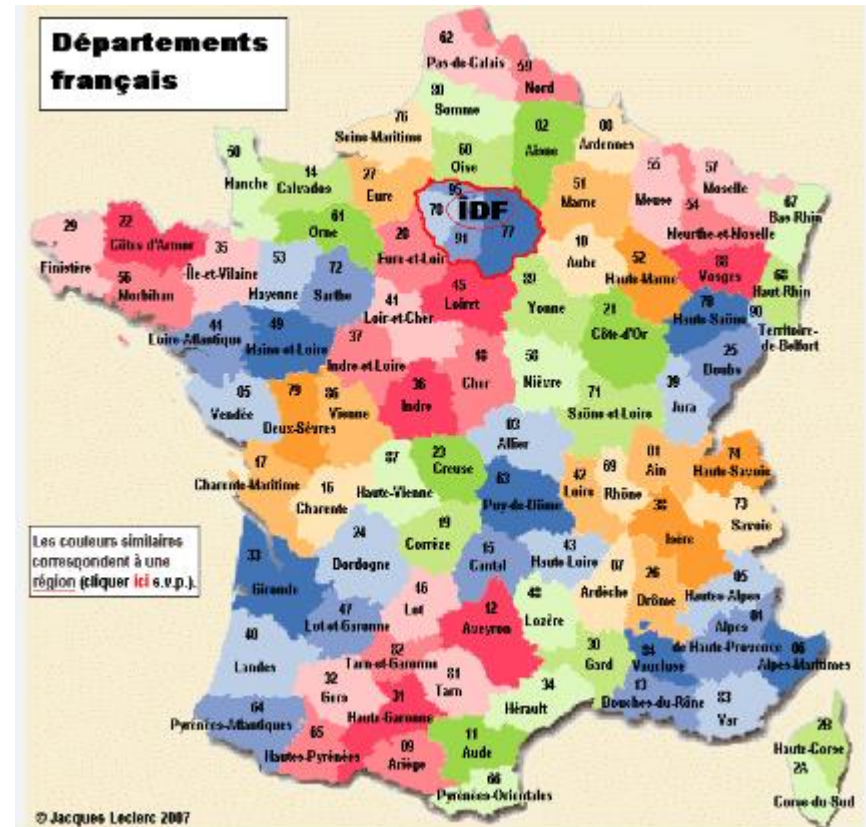 Départements
français
62
Pas-de-Calais
59
Nord
80
Somme
76
Seine-Maritime
02
Aisne
Ardennes
60
Oise
50
Manche
14
Calvados
27
Eure
61
Orne
95
IDF
91
77
51
Marne
55
Meuse
57
Moselle
54
67
Bas-Rhin
29
Finistère
22
Côtes d'Armor
56
Morbihan
35
Île-et-Vilaine
53
Mayenne
72
Sarthe
Eure-et-Loir
45
Loiret
41
Loir-et-Cher
10
Aube
52
Haute-Marne
88
Vosges
68
Haut-Rhin
90
Territoire-
de-Belfort
89
Yonne
21
Côte-d'Or
70
Haute-Saône
25
Doubs
44
Loire-Atlantique
49
Maine-et-Loire
37
Indre-et-Loire
18
Cher
58
Nièvre
39
Jura
85
Vendée
79
Deux-Sèvres
86
Vienne
36
Indre
71
Saône-et-Loire
03
Allier
17
Charente-Maritime
16
Charente
87
Haute-Vienne
23
Creuse
63
Puy-de-Dôme
42
Loire
69
Rhône
01
Ain
74
Haute-Savoie
73
Savoie
38
Isère
19
Corrèze
24
Dordogne
15
Cantal
43
Haute-Loire
07
Ardèche
26
Drôme
05
Hautes-Alpes
Les couleurs similaires
correspondent à une
région (cliquer ici s.v.p.).
33
Gironde
47
Lot-et-Garonne
46
Lot
12
Aveyron
48
Lozère
30
Gard
84
Vaucluse
04
Alpes
de-Haute-Provence
06
Alpes-Maritimes
40
Landes
82
Tarn-et-Garonne
32
Gers
81
Tarn
31
Haute-Garonne
34
Hérault
13
83
Var
64
Pyrénées-Atlantiques
65
Hautes-Pyrénées
09
Ariège
11
Aude
66
Pyrénées-Orientales
2B
Haute-Corse
2A
Corse-du-Sud
© Jacques Leclerc 2007